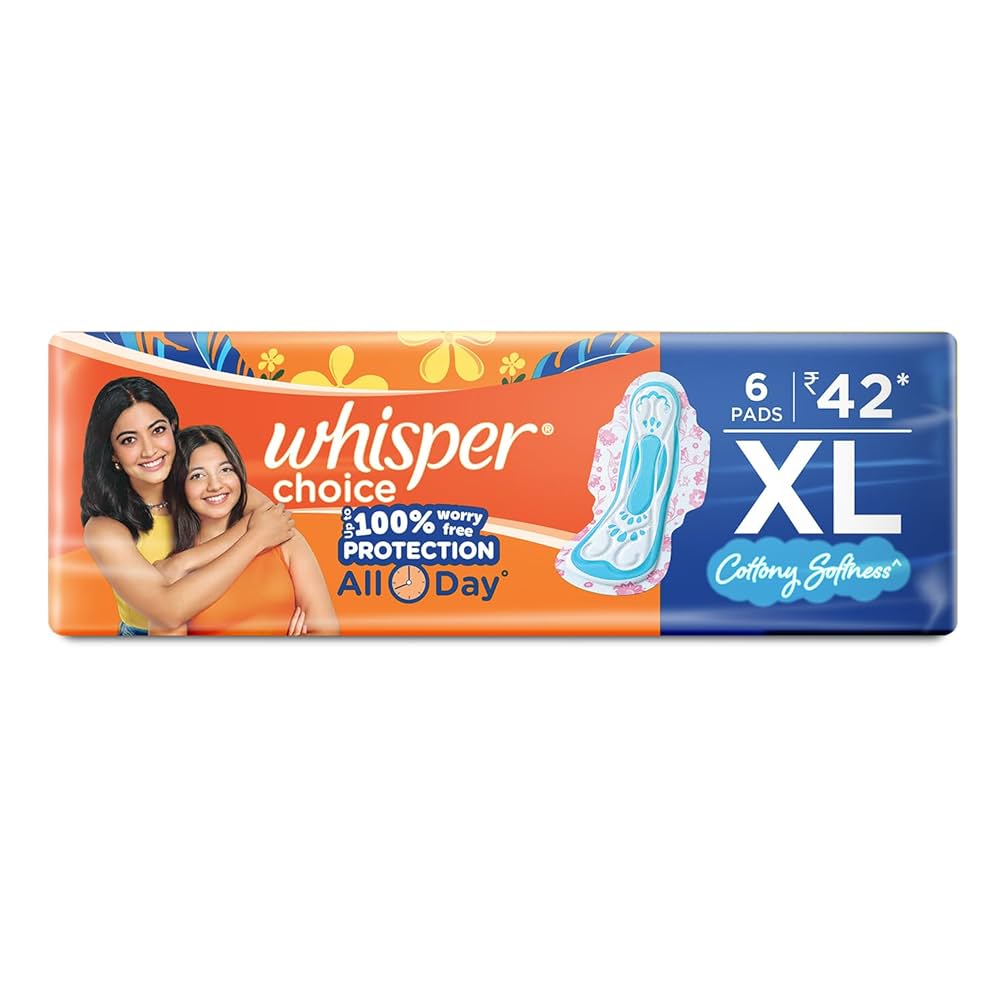 whisper®
choice
up to 100% worry free
PROTECTION
All Day°
6 PADS | ₹42*
XL
Cottony Softness^